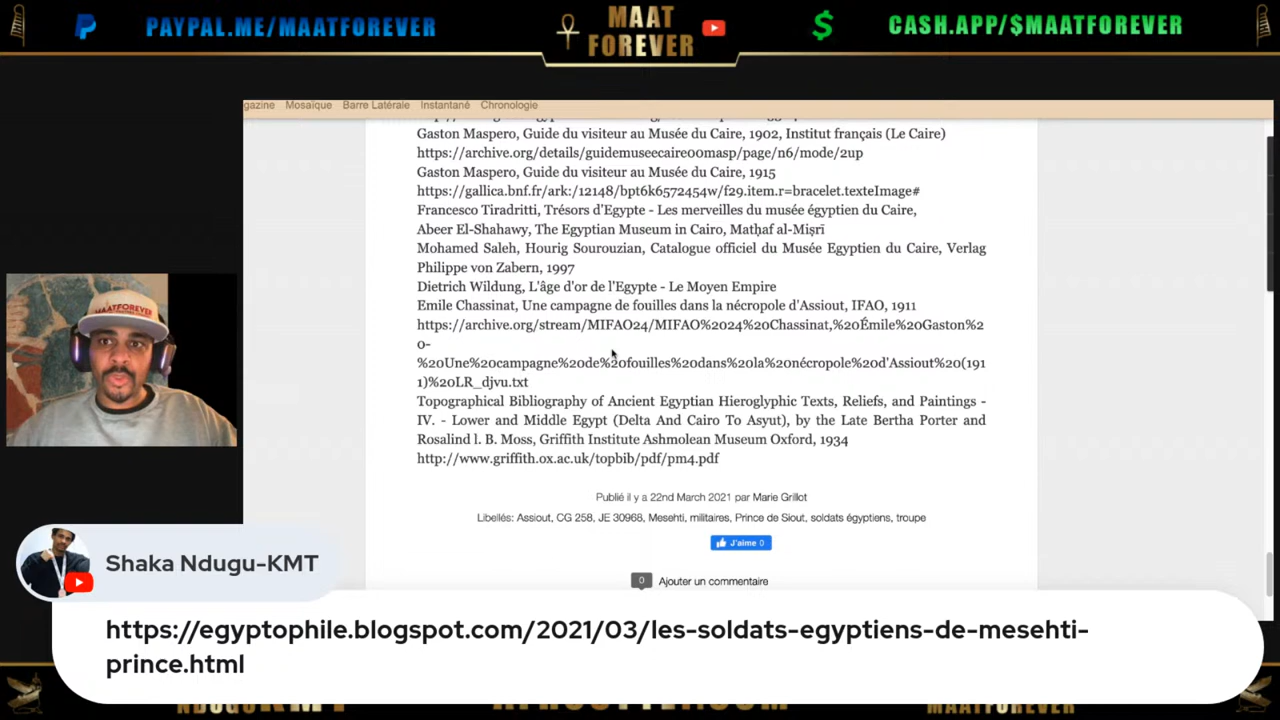 PAYPAL.ME/MAATFOREVER
MAAT
FOREVER
CASH.APP/$MAATFOREVER
gazine Mosaïque Barre Latérale Instantané Chronologie
Gaston Maspero, Guide du visiteur au Musée du Caire, 1902, Institut français (Le Caire)
https://archive.org/details/guidemuseecaire00masp/page/n6/mode/2up
Gaston Maspero, Guide du visiteur au Musée du Caire, 1915
https://gallica.bnf.fr/ark:/12148/bpt6k6572454w/f29.item.r=bracelet.texteImage#
Francesco Tiradritti, Trésors d'Egypte - Les merveilles du musée égyptien du Caire,
Abeer El-Shahawy, The Egyptian Museum in Cairo, Matḥaf al-Miṣrī
Mohamed Saleh, Hourig Sourouzian, Catalogue officiel du Musée Egyptien du Caire, Verlag
Philippe von Zabern, 1997
Dietrich Wildung, L'âge d'or de l'Egypte - Le Moyen Empire
Emile Chassinat, Une campagne de fouilles dans la nécropole d'Assiout, IFAO, 1911
https://archive.org/stream/MIFAO24/MIFAO%2024%20Chassinat,%20Émile%20Gaston%2
0-
%20Une%20campagne%20de%20fouilles%20dans%20la%20nécropole%20d'Assiout%20(191
1)%20LR_djvu.txt
Topographical Bibliography of Ancient Egyptian Hieroglyphic Texts, Reliefs, and Paintings -
IV. - Lower and Middle Egypt (Delta And Cairo To Asyut), by the Late Bertha Porter and
Rosalind l. B. Moss, Griffith Institute Ashmolean Museum Oxford, 1934
http://www.griffith.ox.ac.uk/topbib/pdf/pm4.pdf
Publié il y a 22nd March 2021 par Marie Grillot
Libellés: Assiout, CG 258, JE 30968, Mesehti, militaires, Prince de Siout, soldats égyptiens, troupe
J'aime 0
0 Ajouter un commentaire
MAATFOREVER
Shaka Ndugu-KMT
https://egyptophile.blogspot.com/2021/03/les-soldats-egyptiens-de-mesehti-
prince.html